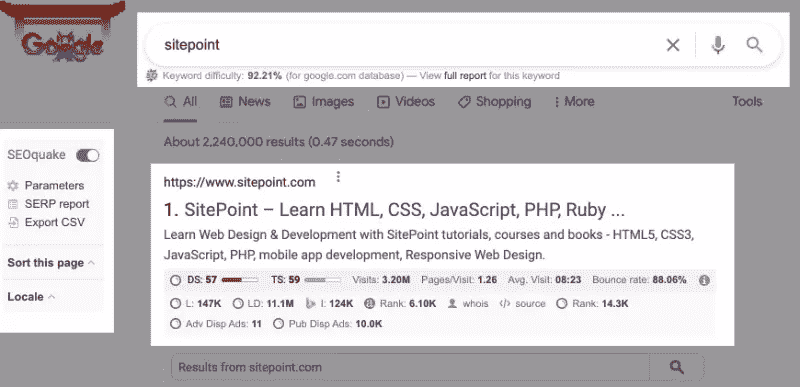 Google
sitepoint
Keyword difficulty: 92.21% (for google.com database) — View full report for this keyword
All News Images Videos Shopping More Tools
About 2,240,000 results (0.47 seconds)
SEOquake
Parameters
SERP report
Export CSV
Sort this page
Locale
https://www.sitepoint.com
1. SitePoint – Learn HTML, CSS, JavaScript, PHP, Ruby ...
Learn Web Design & Development with SitePoint tutorials, courses and books - HTML5, CSS3,
JavaScript, PHP, mobile app development, Responsive Web Design.
DS: 57 TS: 59 Visits: 3.20M Pages/Visit: 1.26 Avg. Visit: 08:23 Bounce rate: 88.06%
L: 147K LD: 11.1M I: 124K Rank: 6.10K whois source Rank: 14.3K
Adv Disp Ads: 11 Pub Disp Ads: 10.0K
Results from sitepoint.com